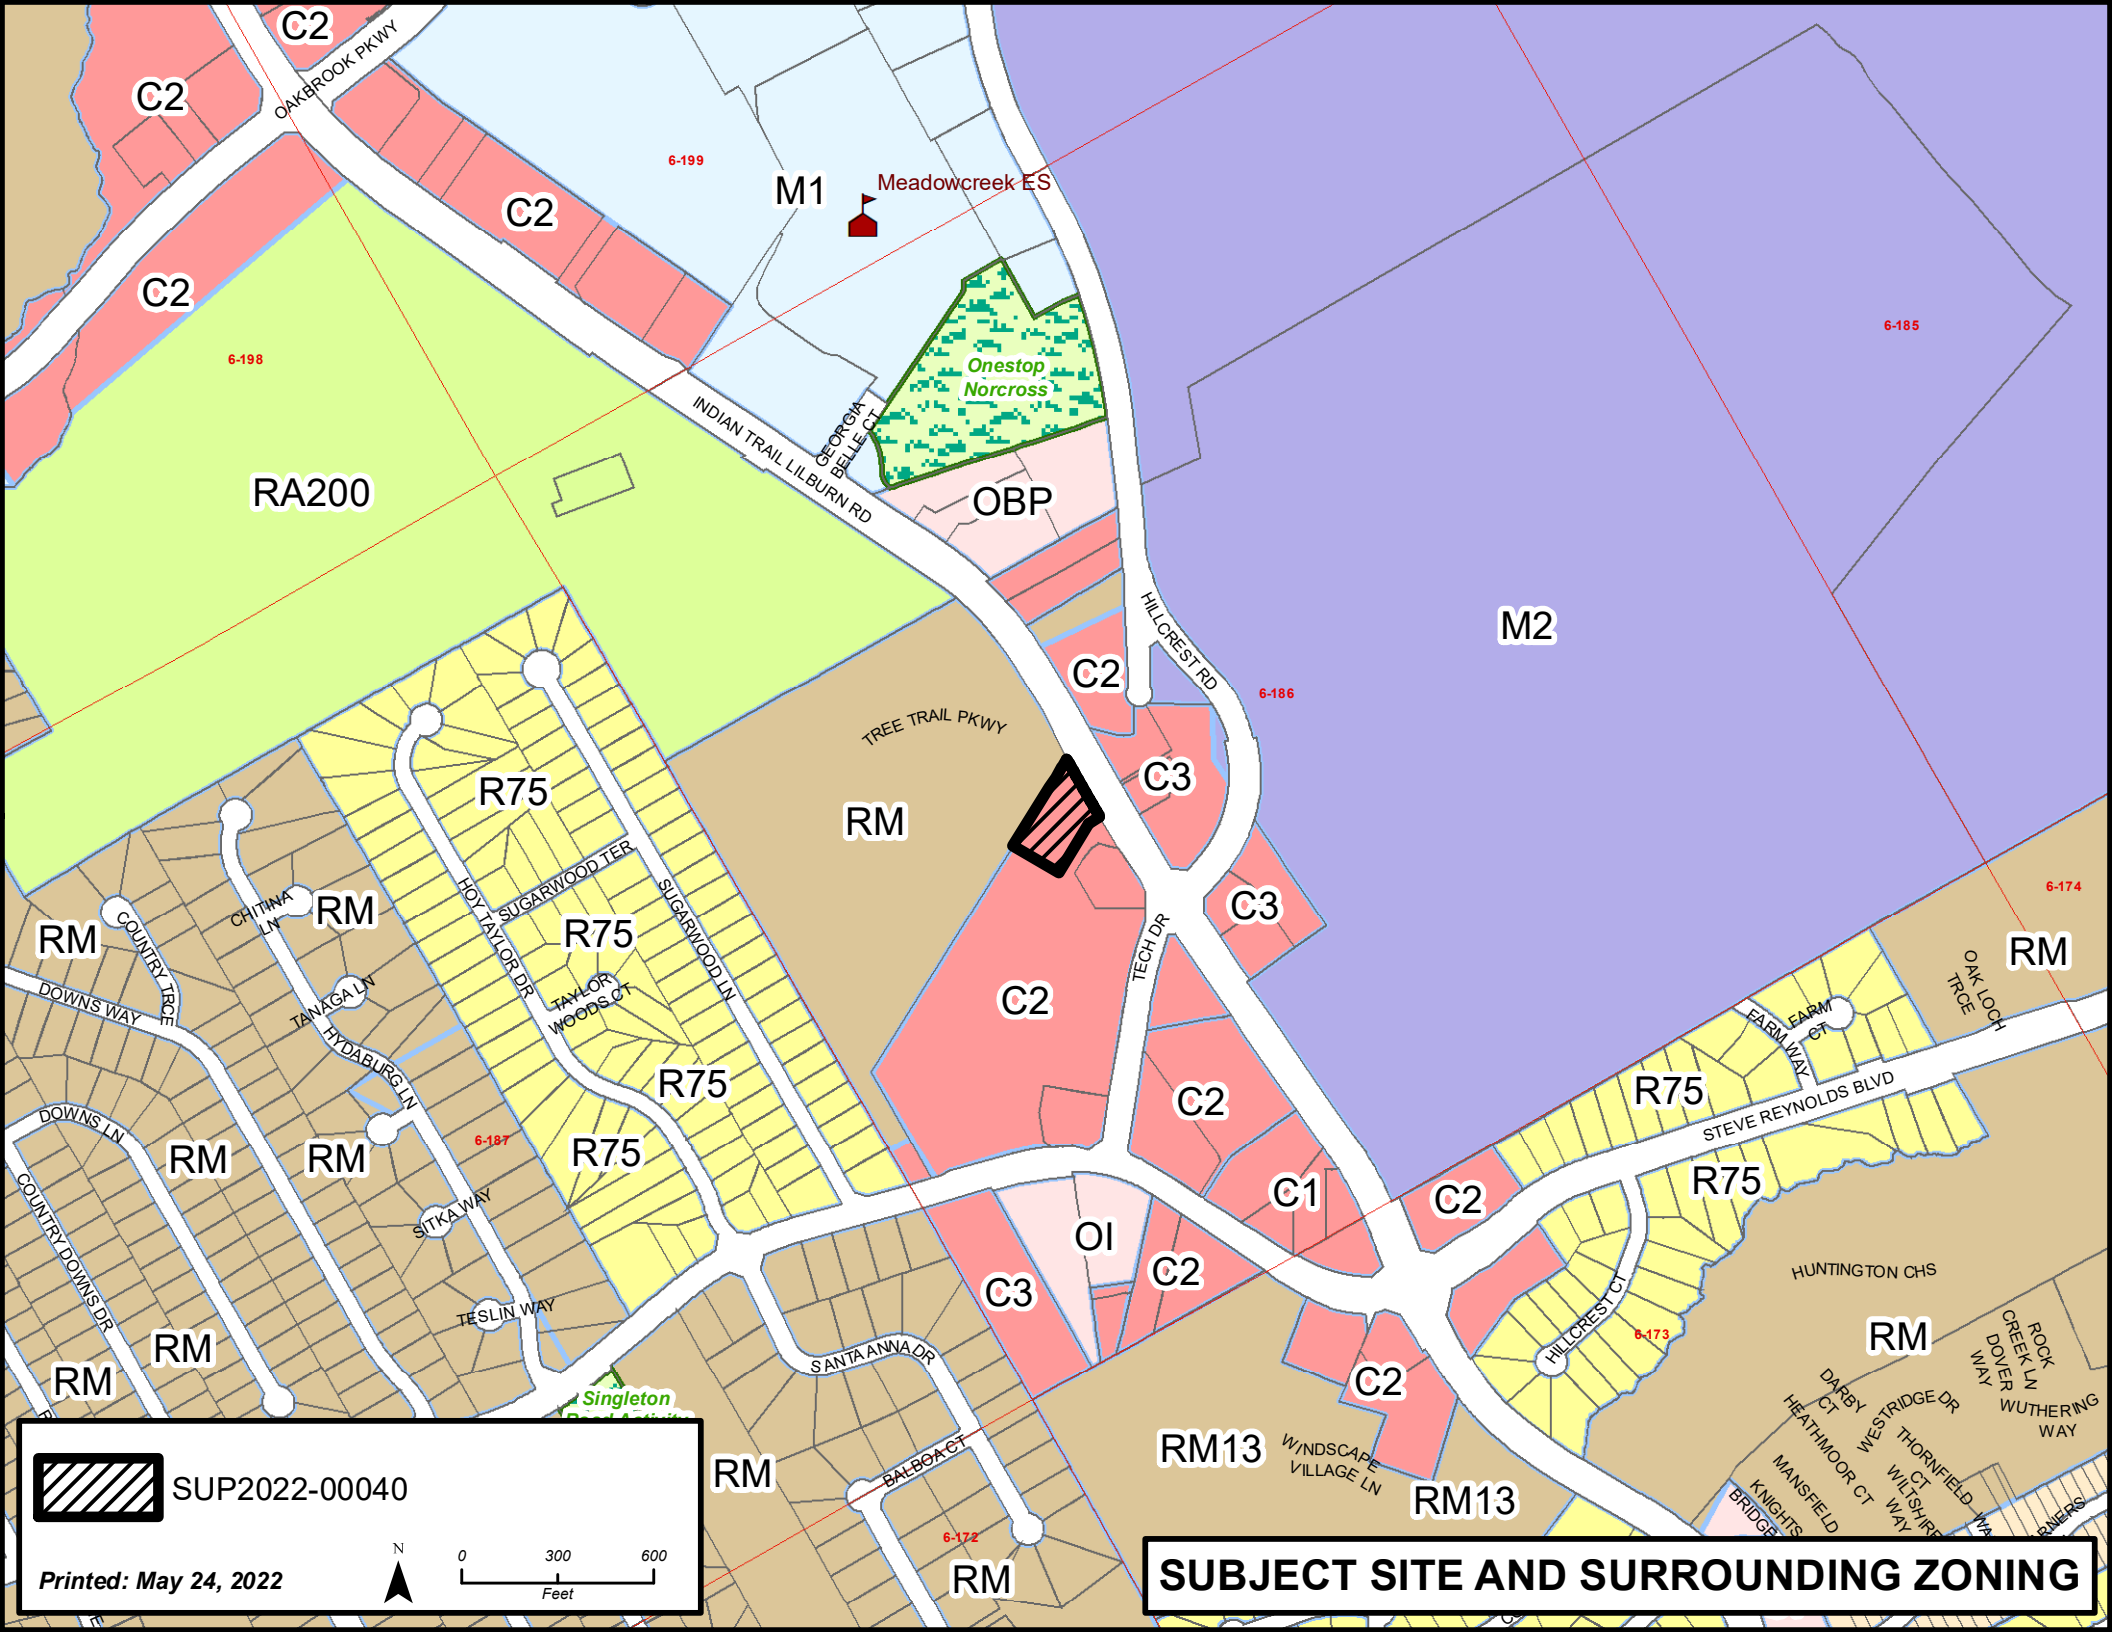 C2
OAKBROOK PKWY
C2
6-199
Meadowcreek ES
M1
C2
C2
6-185
6-198
Onestop
Norcross
INDIAN TRAIL LILBURN RD
GEORGIA
BELLE CT
RA200
OBP
HILLCREST RD
M2
C2
6-186
TREE TRAIL PKWY
C3
R75
RM
SUGARWOOD TER
HOY TAYLOR DR
SUGARWOOD LN
CHITINA
LN
RM
RM
COUNTRY TRCE
R75
C3
TECH DR
6-174
RM
OAK LOCH
TRCE
DOWNS WAY
TANAGA LN
TAYLOR
WOODS CT
C2
FARM
CT
FARM WAY
HYDABURG LN
R75
C2
R75
STEVE REYNOLDS BLVD
DOWNS LN
RM
RM
6-187
R75
R75
C1
C2
COUNTRY DOWNS DR
SITKA WAY
OI
C2
C3
HUNTINGTON CHS
TESLIN WAY
RM
RM
SANTA ANNA DR
HILLCREST CT
6-173
RM
ROCK
CREEK LN
DOVER
WAY
DARBY
CT
WESTRIDGE DR
WUTHERING
WAY
C2
Singleton
HEATHMOOR CT
THORNFIELD
CT
RM13
WINDSCAPE
VILLAGE LN
RM
BALBOA CT
MANSFIELD
WILTSHIRE
WAY
KNIGHTS
BRIDGE
RM13
6-172
RM
SUP2022-00040
N
0 300 600
Feet
Printed: May 24, 2022
SUBJECT SITE AND SURROUNDING ZONING